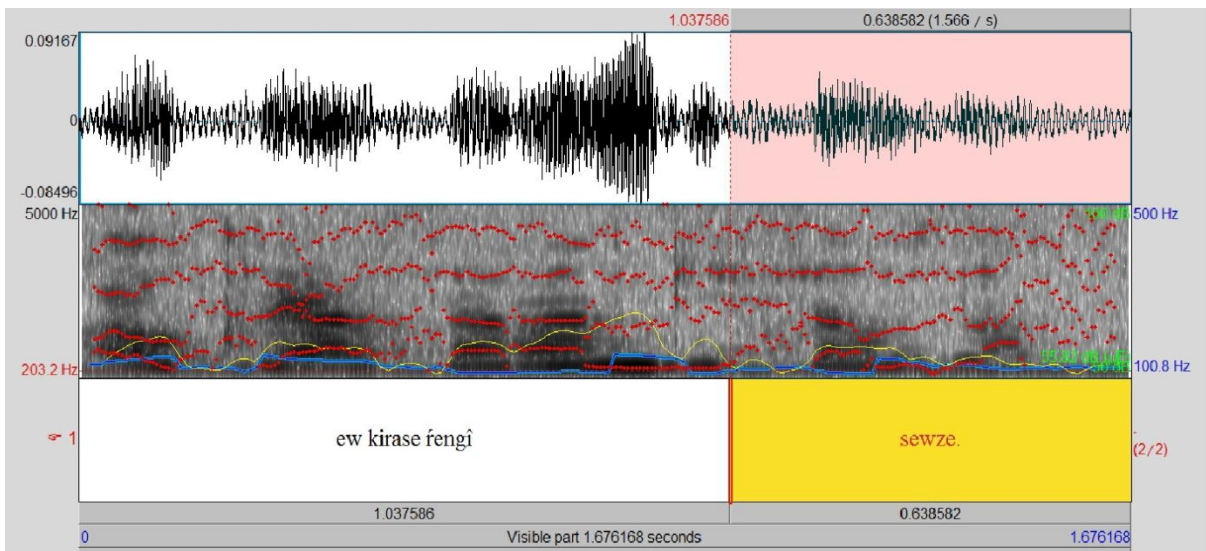 1.037586 0.638582 (1.566 / s)
0.09167
0
-0.08496
5000 Hz 500 Hz
203.2 Hz 100.8 Hz
1 ew kirase ŕengî sewze. (2/2)
1.037586 0.638582
0 Visible part 1.676168 seconds 1.676168